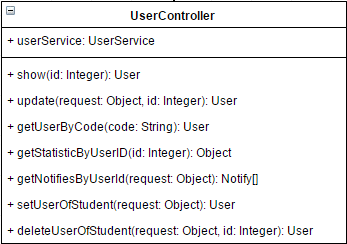 UserController
+ userService: UserService
+ show(id: Integer): User
+ update(request: Object, id: Integer): User
+ getUserByCode(code: String): User
+ getStatisticByUserID(id: Integer): Object
+ getNotifiesByUserId(request: Object): Notify[]
+ setUserOfStudent(request: Object): User
+ deleteUserOfStudent(request: Object, id: Integer): User